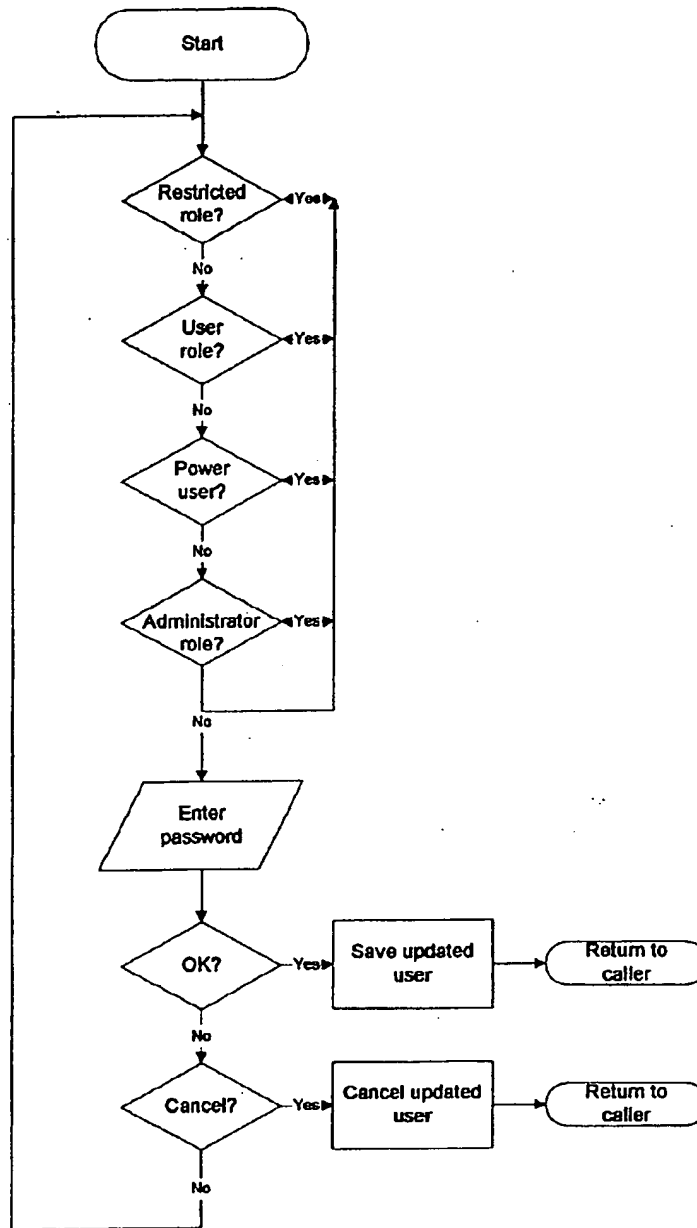 Start
Restricted
role?
Yes
No
User
role?
Yes
No
Power
user?
Yes
No
Administrator
role?
Yes
No
Enter
password
OK?
Yes
Save updated
user
Return to
caller
No
Cancel?
Yes
Cancel updated
user
Return to
caller
No